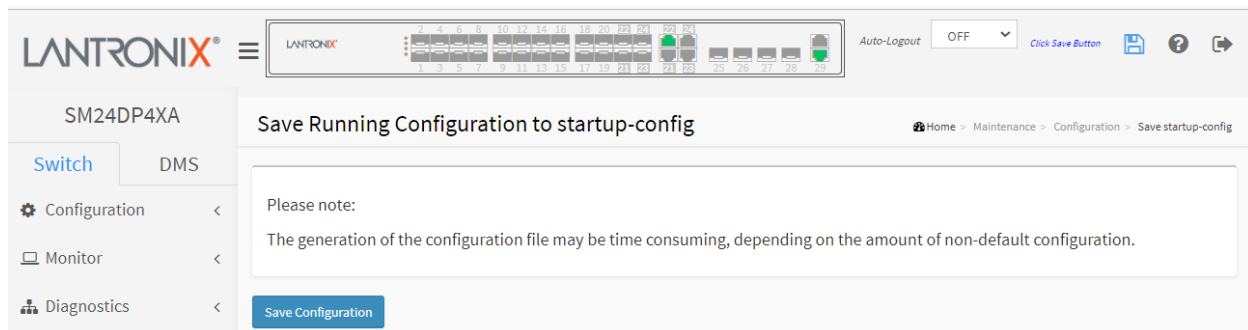 LANTRONIX®
LANTRONIX®
2 4 6 8 10 12 14 16 18 20 22 24 22 24
1 3 5 7 9 11 13 15 17 19 21 23 21 23 25 26 27 28 29
Auto-Logout OFF Click Save Button
SM24DP4XA
Switch DMS
Configuration
Monitor
Diagnostics
Save Running Configuration to startup-config
Home > Maintenance > Configuration > Save startup-config
Please note:
The generation of the configuration file may be time consuming, depending on the amount of non-default configuration.
Save Configuration